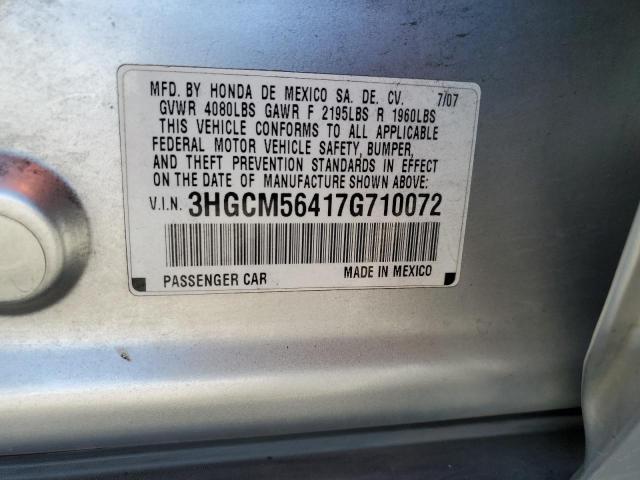 MFD. BY HONDA DE MEXICO SA. DE. CV. 7/07
GVWR 4080LBS GAWR F 2195LBS R 1960LBS
THIS VEHICLE CONFORMS TO ALL APPLICABLE
FEDERAL MOTOR VEHICLE SAFETY, BUMPER,
AND THEFT PREVENTION STANDARDS IN EFFECT
ON THE DATE OF MANUFACTURE SHOWN ABOVE:
V.I.N. 3HGCM56417G710072
PASSENGER CAR MADE IN MEXICO